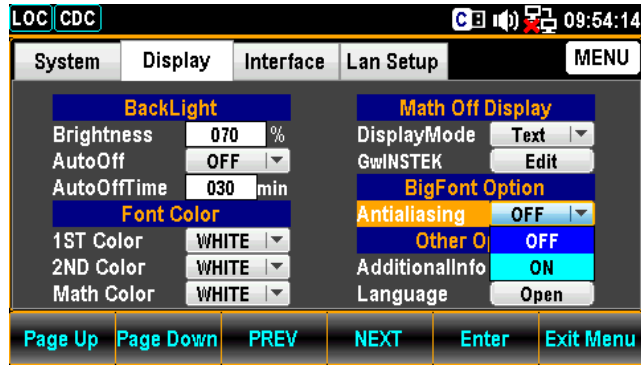 LOC CDC C 09:54:14
System Display Interface Lan Setup MENU
BackLight
Brightness 070 %
AutoOff OFF
AutoOffTime 030 min
Font Color
1ST Color WHITE
2ND Color WHITE
Math Color WHITE
Math Off Display
DisplayMode Text
GwINSTEK Edit
BigFont Option
Antialiasing OFF
OFF
ON
Other O
AdditionalInfo
Language Open
Page Up Page Down PREV NEXT Enter Exit Menu